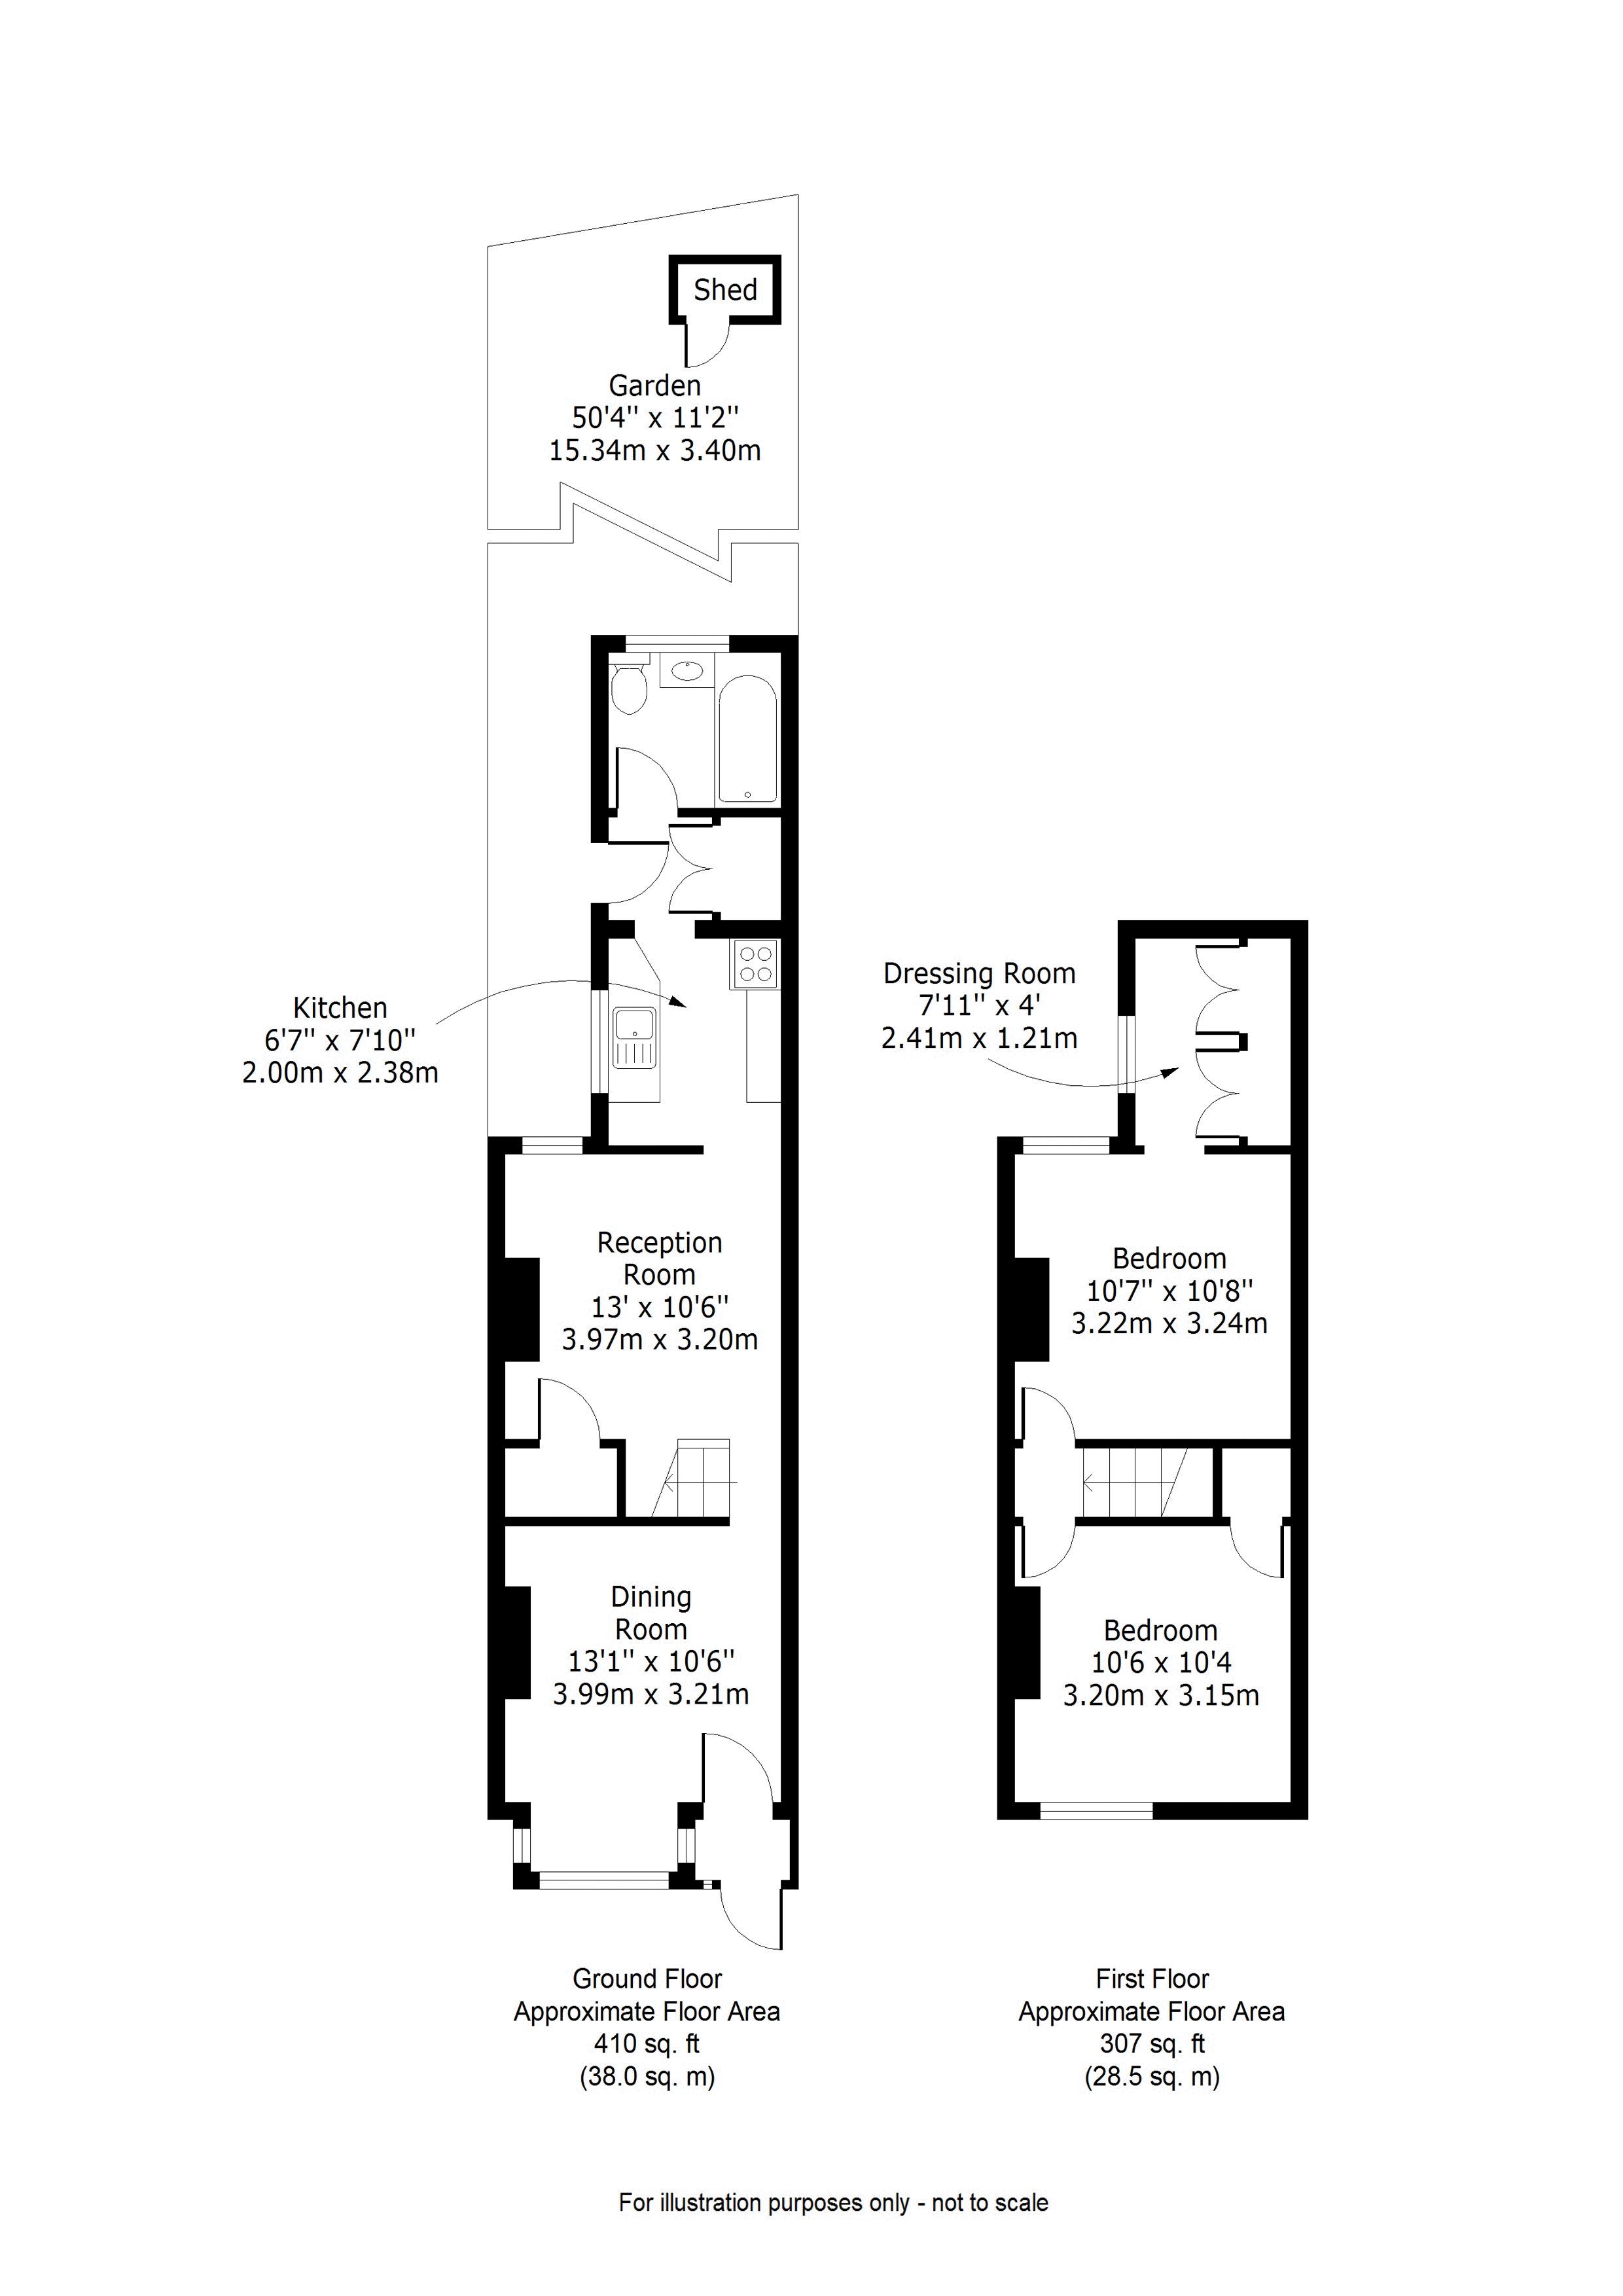 Shed
Garden
50'4'' x 11'2''
15.34m x 3.40m
Kitchen
6'7'' x 7'10''
2.00m x 2.38m
Dressing Room
7'11'' x 4'
2.41m x 1.21m
Reception
Room
13' x 10'6''
3.97m x 3.20m
Bedroom
10'7'' x 10'8''
3.22m x 3.24m
Dining
Room
13'1'' x 10'6''
3.99m x 3.21m
Bedroom
10'6 x 10'4
3.20m x 3.15m
Ground Floor
Approximate Floor Area
410 sq. ft
(38.0 sq. m)
First Floor
Approximate Floor Area
307 sq. ft
(28.5 sq. m)
For illustration purposes only - not to scale